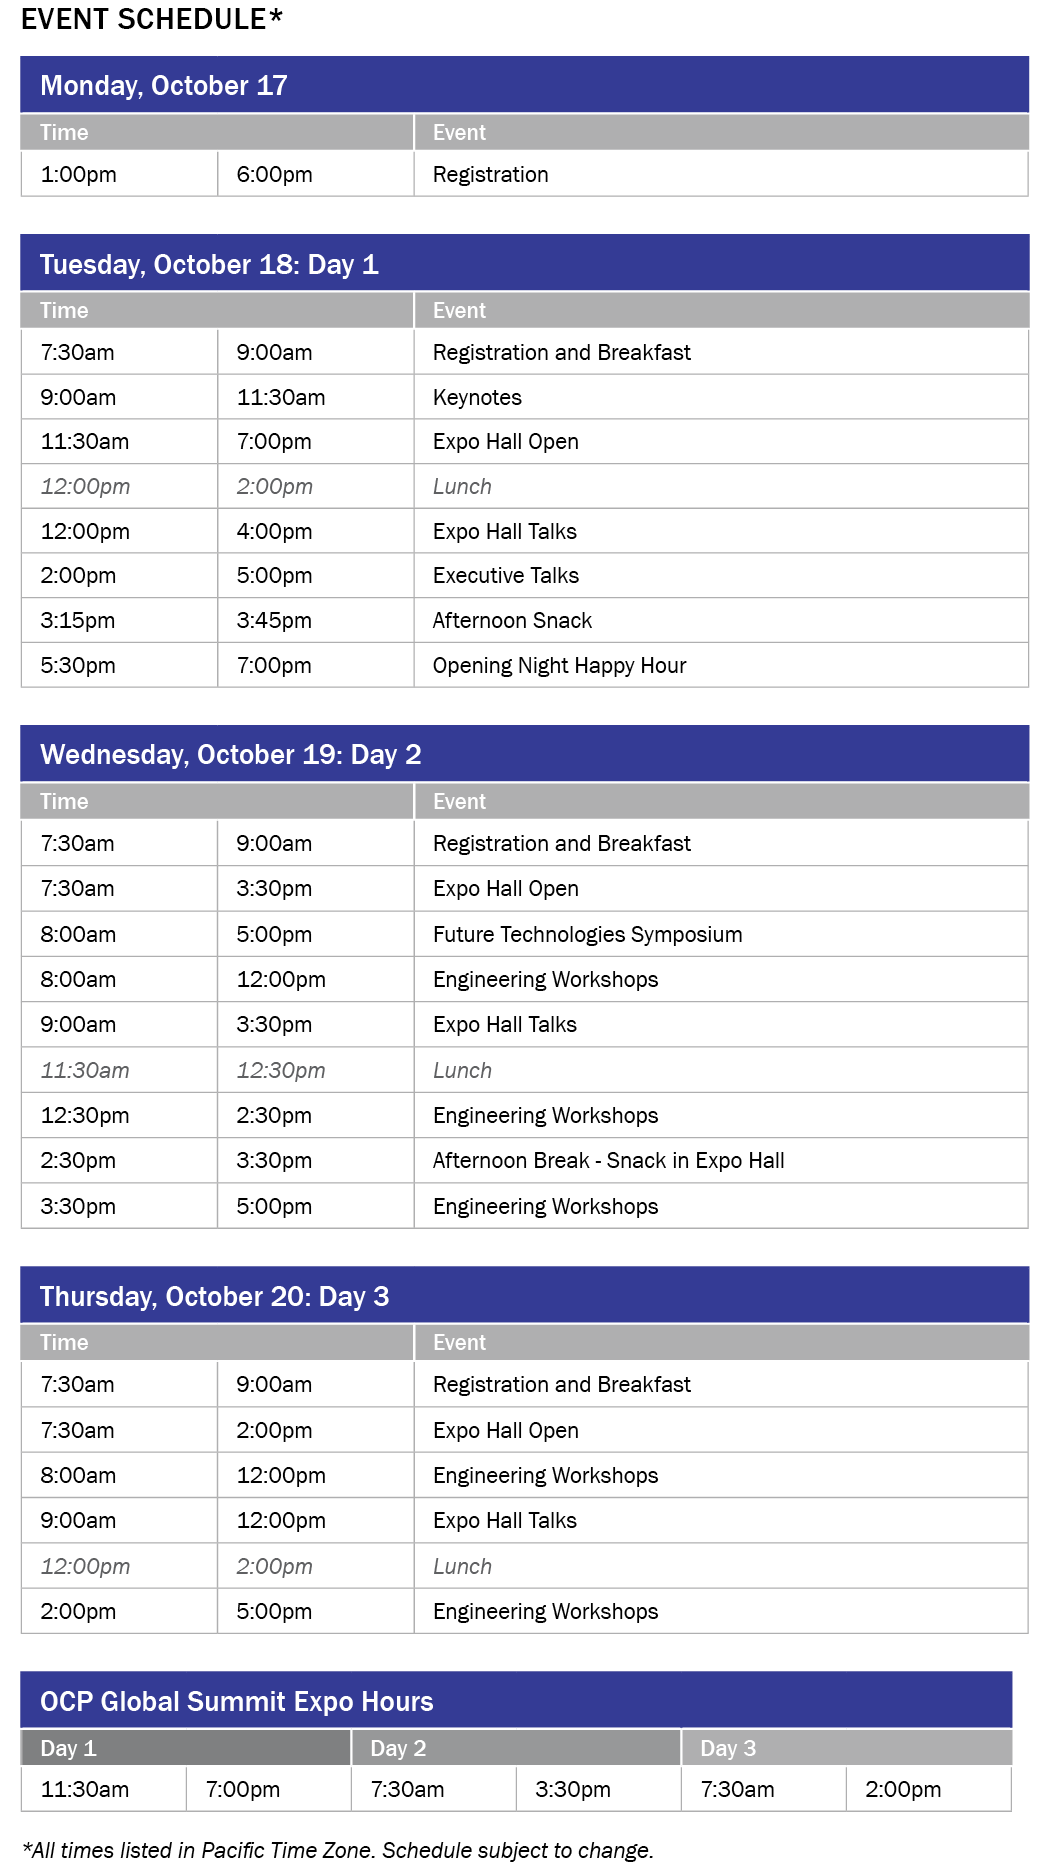 EVENT SCHEDULE*
Monday, October 17
Time Event
1:00pm 6:00pm Registration
Tuesday, October 18: Day 1
Time Event
7:30am 9:00am Registration and Breakfast
9:00am 11:30am Keynotes
11:30am 7:00pm Expo Hall Open
12:00pm 2:00pm Lunch
12:00pm 4:00pm Expo Hall Talks
2:00pm 5:00pm Executive Talks
3:15pm 3:45pm Afternoon Snack
5:30pm 7:00pm Opening Night Happy Hour
Wednesday, October 19: Day 2
Time Event
7:30am 9:00am Registration and Breakfast
7:30am 3:30pm Expo Hall Open
8:00am 5:00pm Future Technologies Symposium
8:00am 12:00pm Engineering Workshops
9:00am 3:30pm Expo Hall Talks
11:30am 12:30pm Lunch
12:30pm 2:30pm Engineering Workshops
2:30pm 3:30pm Afternoon Break - Snack in Expo Hall
3:30pm 5:00pm Engineering Workshops
Thursday, October 20: Day 3
Time Event
7:30am 9:00am Registration and Breakfast
7:30am 2:00pm Expo Hall Open
8:00am 12:00pm Engineering Workshops
9:00am 12:00pm Expo Hall Talks
12:00pm 2:00pm Lunch
2:00pm 5:00pm Engineering Workshops
OCP Global Summit Expo Hours
Day 1 Day 2 Day 3
11:30am 7:00pm 7:30am 3:30pm 7:30am 2:00pm
*All times listed in Pacific Time Zone. Schedule subject to change.